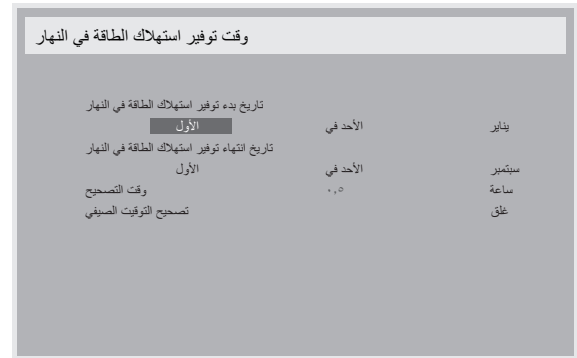 وقت توفير استهلاك الطاقة في النهار
تاريخ بدء توفير استهلاك الطاقة في النهار
يناير الأحد في الأول
تاريخ انتهاء توفير استهلاك الطاقة في النهار
سبتمبر الأحد في الأول
ساعة ٠,٥ وقت التصحيح
غلق تصحيح التوقيت الصيفي